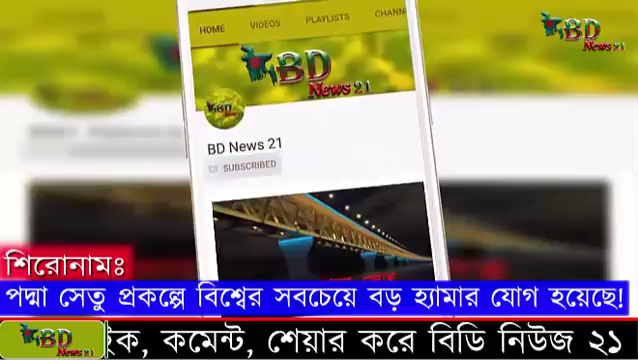 HOME VIDEOS PLAYLISTS CHANN
BD
News 21
BD
News 21
BD News 21
SUBSCRIBED
শিরোনামঃ
পদ্মা সেতু প্রকল্পে বিশ্বের সবচেয়ে বড় হ্যামার যোগ হয়েছে!
BD
News 21
কমেন্ট, শেয়ার করে বিডি নিউজ ২১